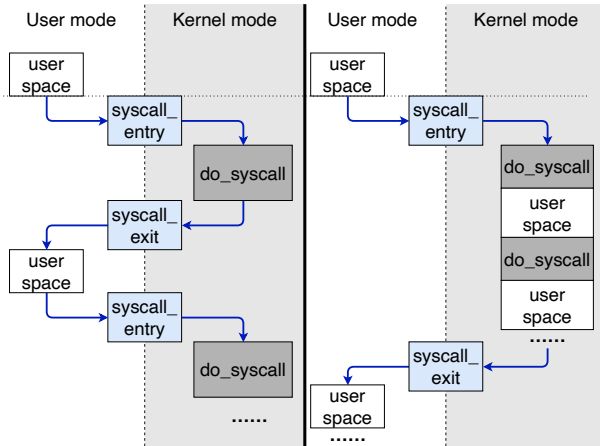 User mode
Kernel mode
user
space
syscall_
entry
do_syscall
syscall_
exit
user
space
syscall_
entry
do_syscall
......
User mode
Kernel mode
user
space
syscall_
entry
do_syscall
user
space
do_syscall
user
space
......
syscall_
exit
user
space
......